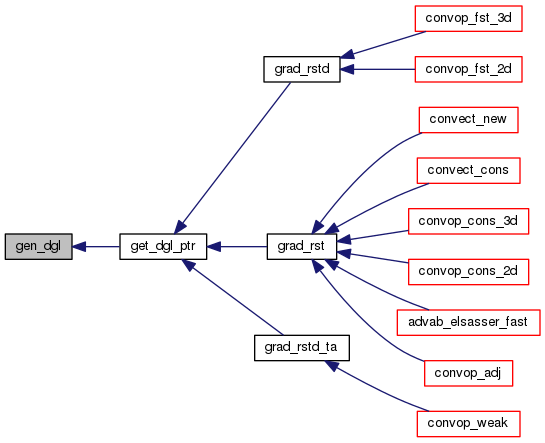 convop_fst_3d
grad_rstd
convop_fst_2d
convect_new
convect_cons
convop_cons_3d
gen_dgl
get_dgl_ptr
grad_rst
convop_cons_2d
advab_elsasser_fast
grad_rstd_ta
convop_adj
convop_weak